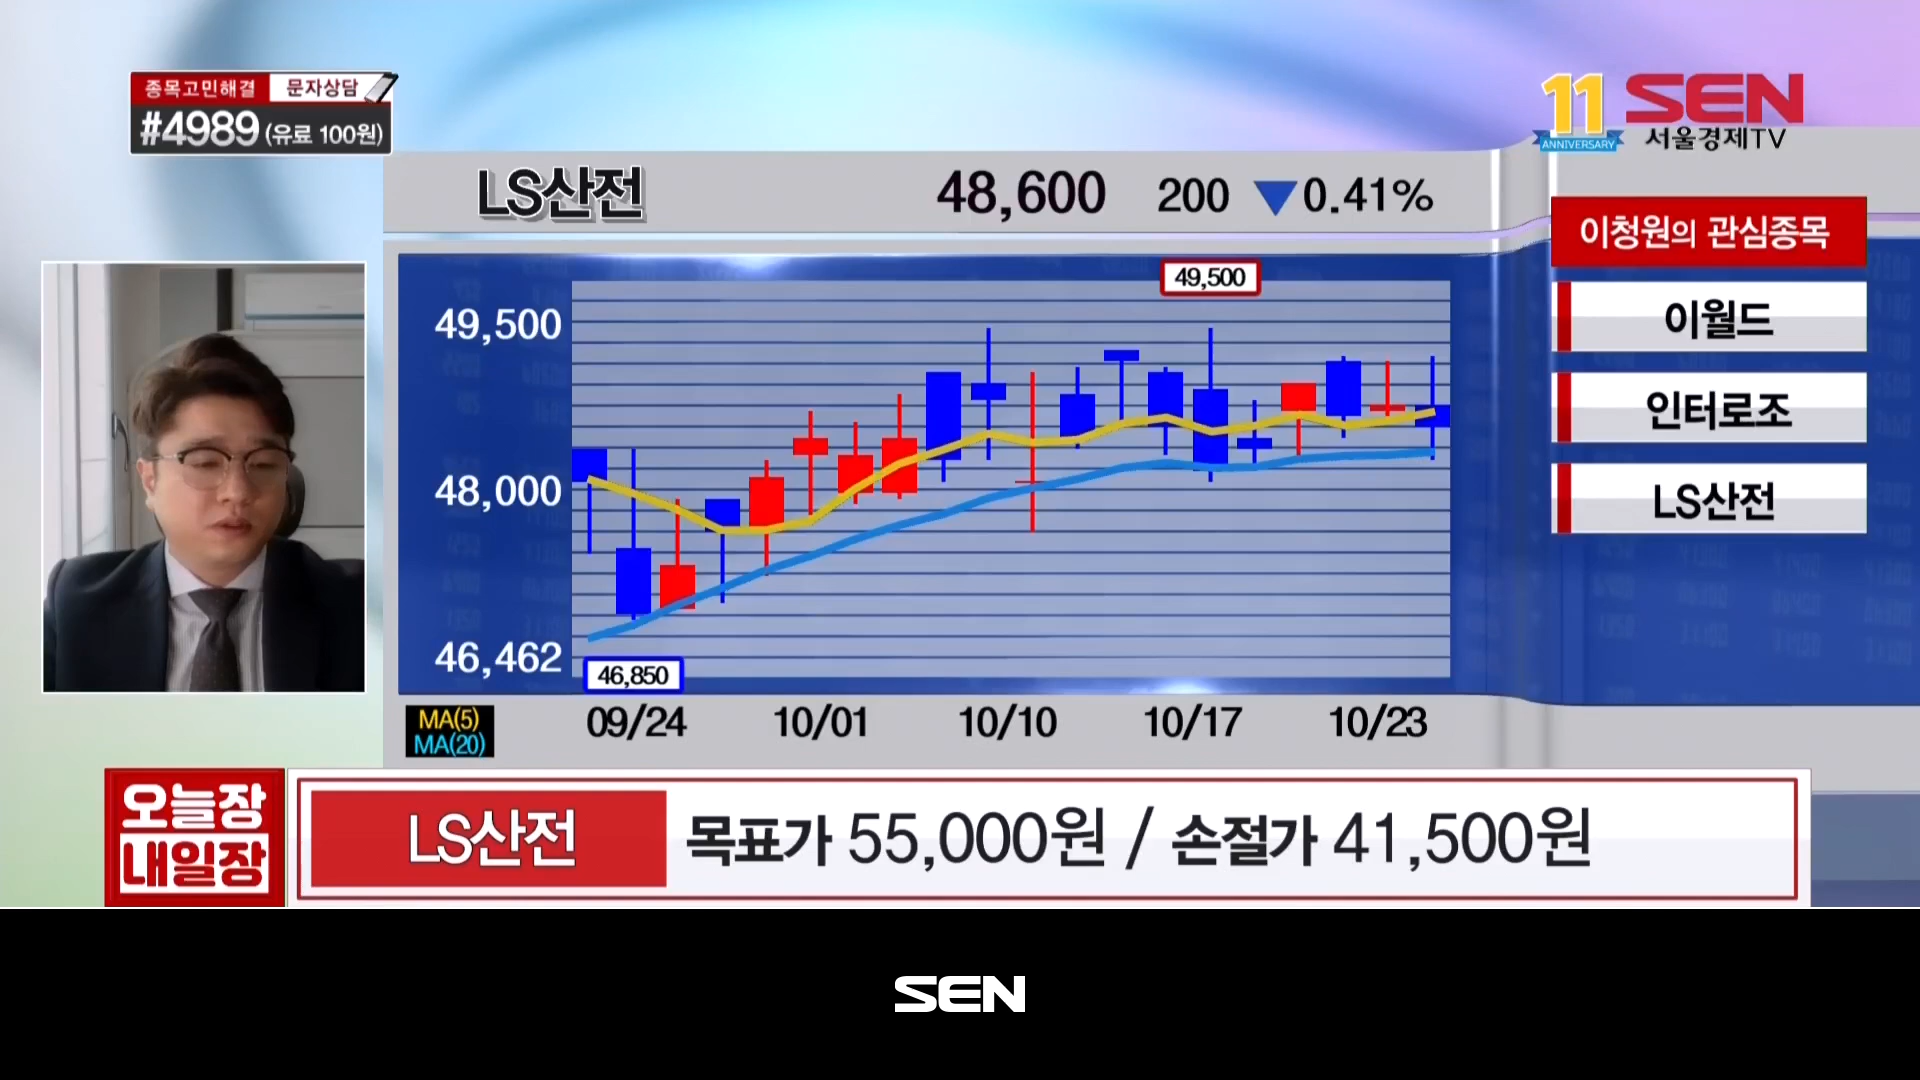 종목고민해결 문자상담
#4989 (유료 100원)
11 ANNIVERSARY
SEN
서울경제TV
LS산전 48,600 200 ▼0.41%
이청원의 관심종목
이월드
인터로조
LS산전
49,500
49,500
48,000
46,462
46,850
MA(5)
MA(20)
09/24 10/01 10/10 10/17 10/23
오늘장
내일장
LS산전 목표가 55,000원 / 손절가 41,500원
SEN